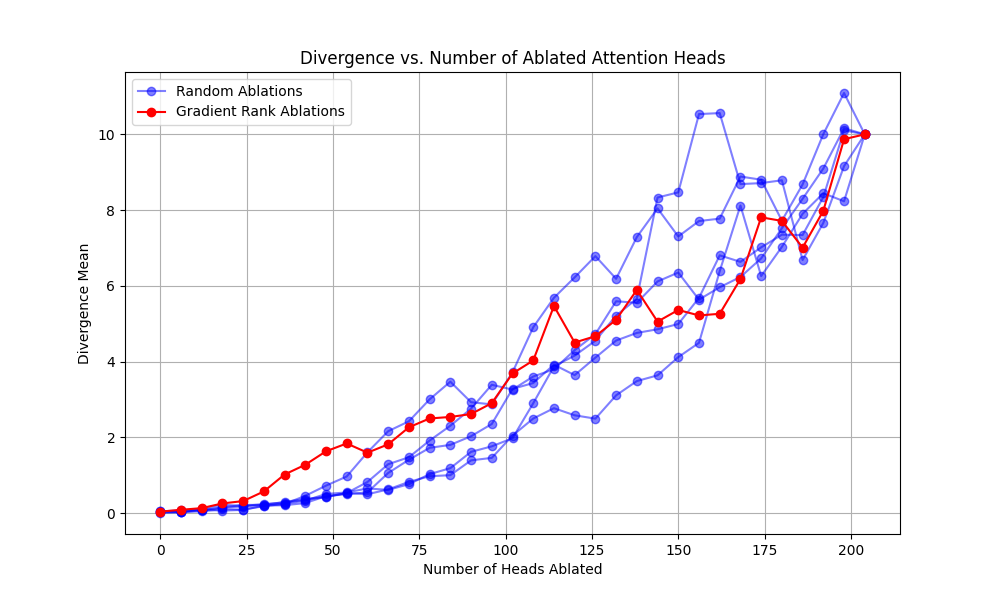 Divergence vs. Number of Ablated Attention Heads
Random Ablations
Gradient Rank Ablations
Divergence Mean
10
8
6
4
2
0
0 25 50 75 100 125 150 175 200
Number of Heads Ablated